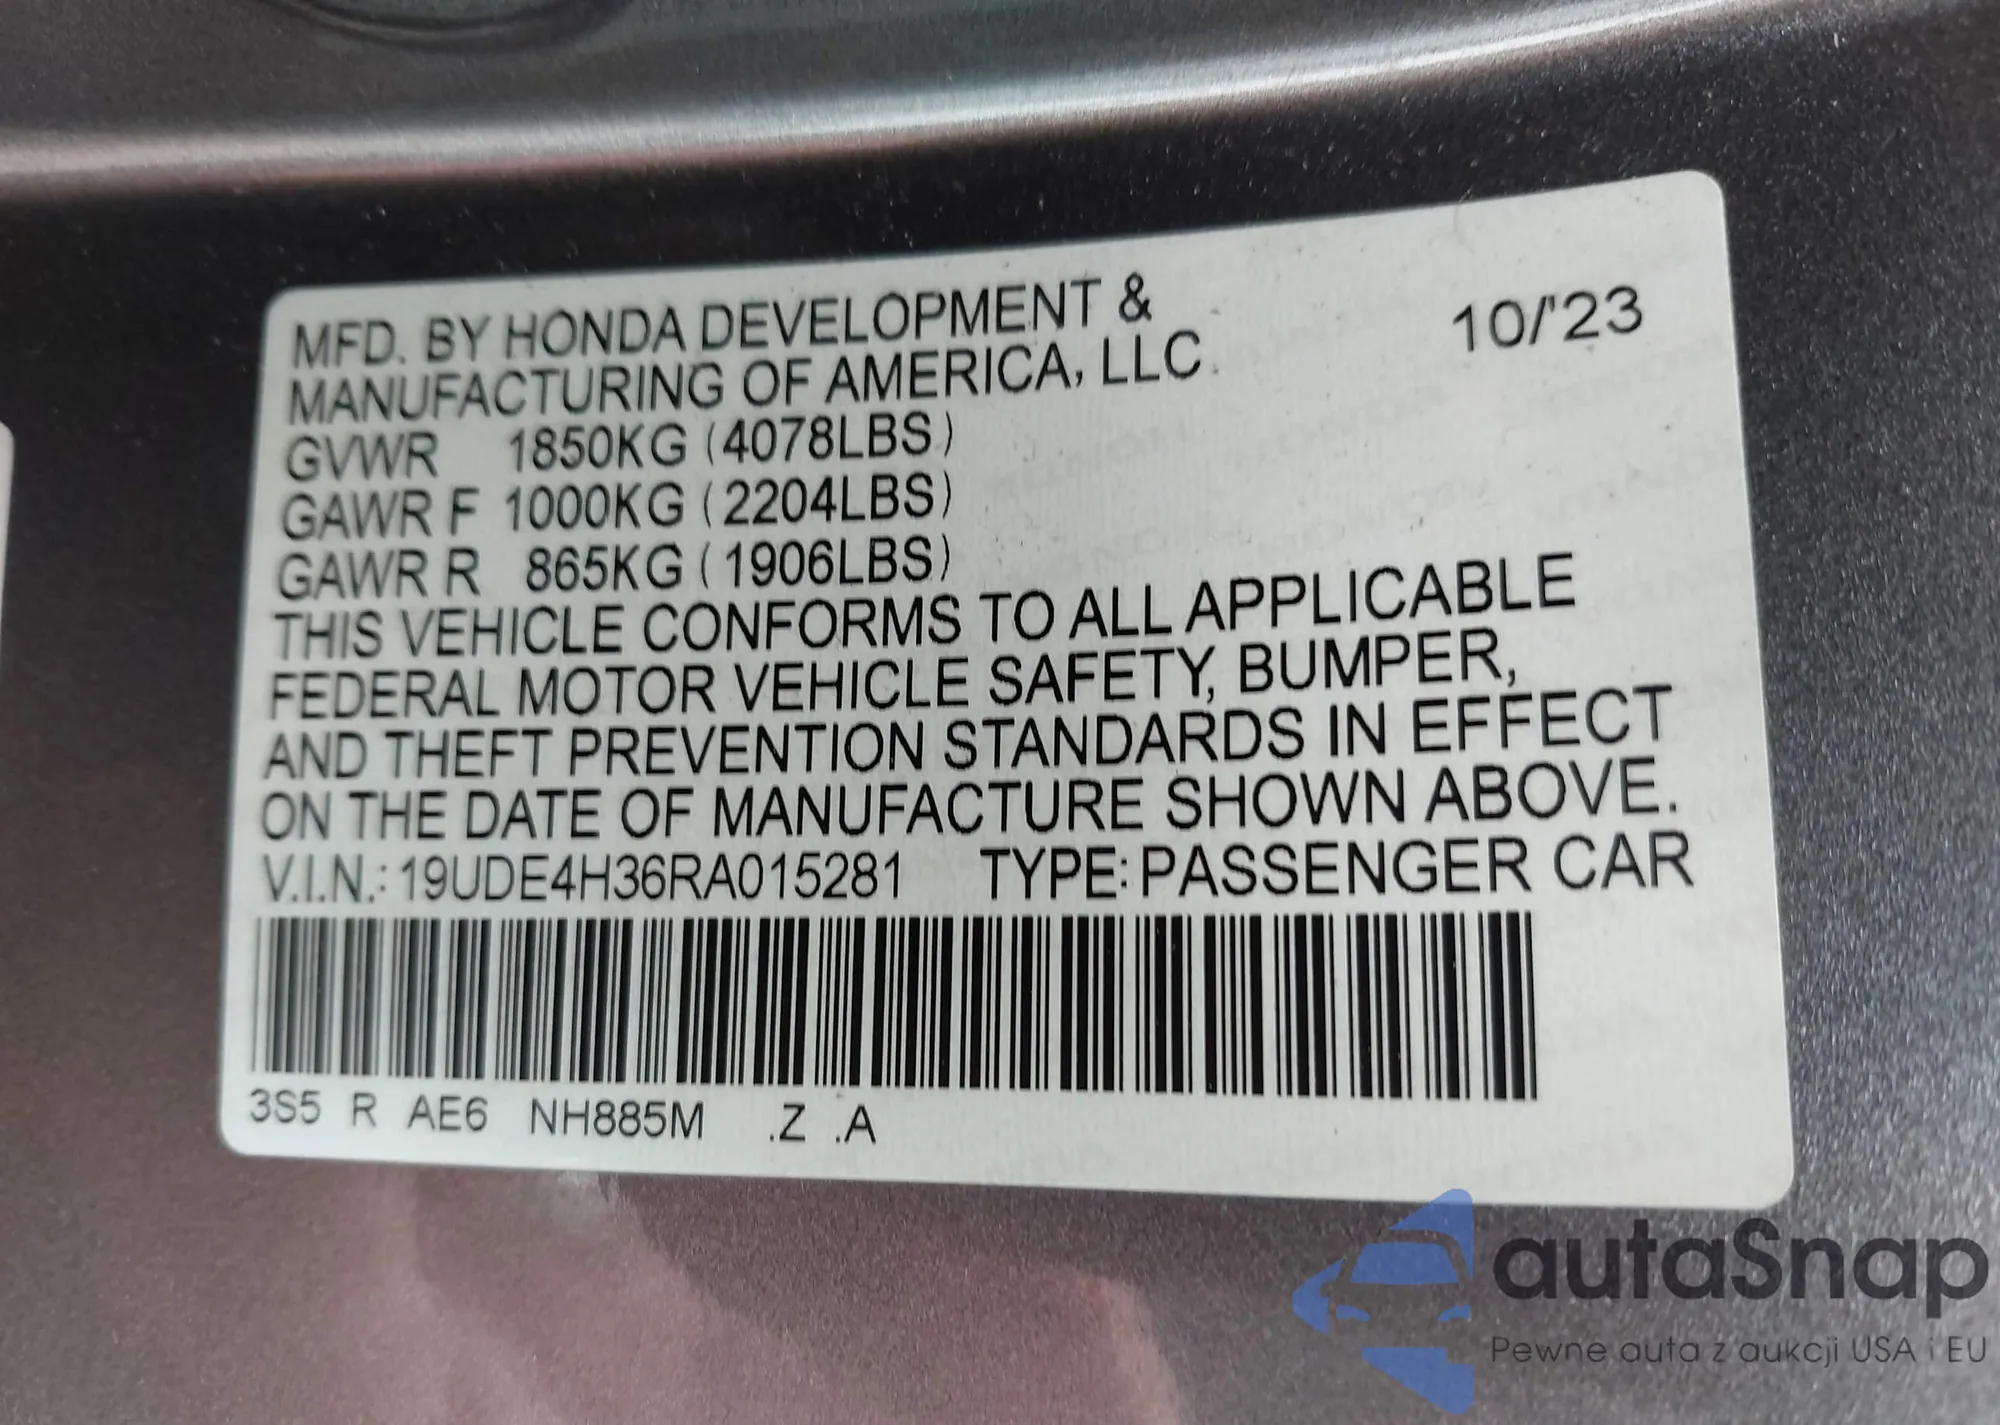 MFD. BY HONDA DEVELOPMENT &
MANUFACTURING OF AMERICA, LLC.
10/'23
GVWR 1850KG (4078LBS)
GAWR F 1000KG (2204LBS)
GAWR R 865KG (1906LBS)
THIS VEHICLE CONFORMS TO ALL APPLICABLE
FEDERAL MOTOR VEHICLE SAFETY, BUMPER,
AND THEFT PREVENTION STANDARDS IN EFFECT
ON THE DATE OF MANUFACTURE SHOWN ABOVE.
V.I.N.: 19UDE4H36RA015281 TYPE: PASSENGER CAR
3S5 R AE6 NH885M .Z .A
autaSnap
Pewne auta z aukcji USA i EU